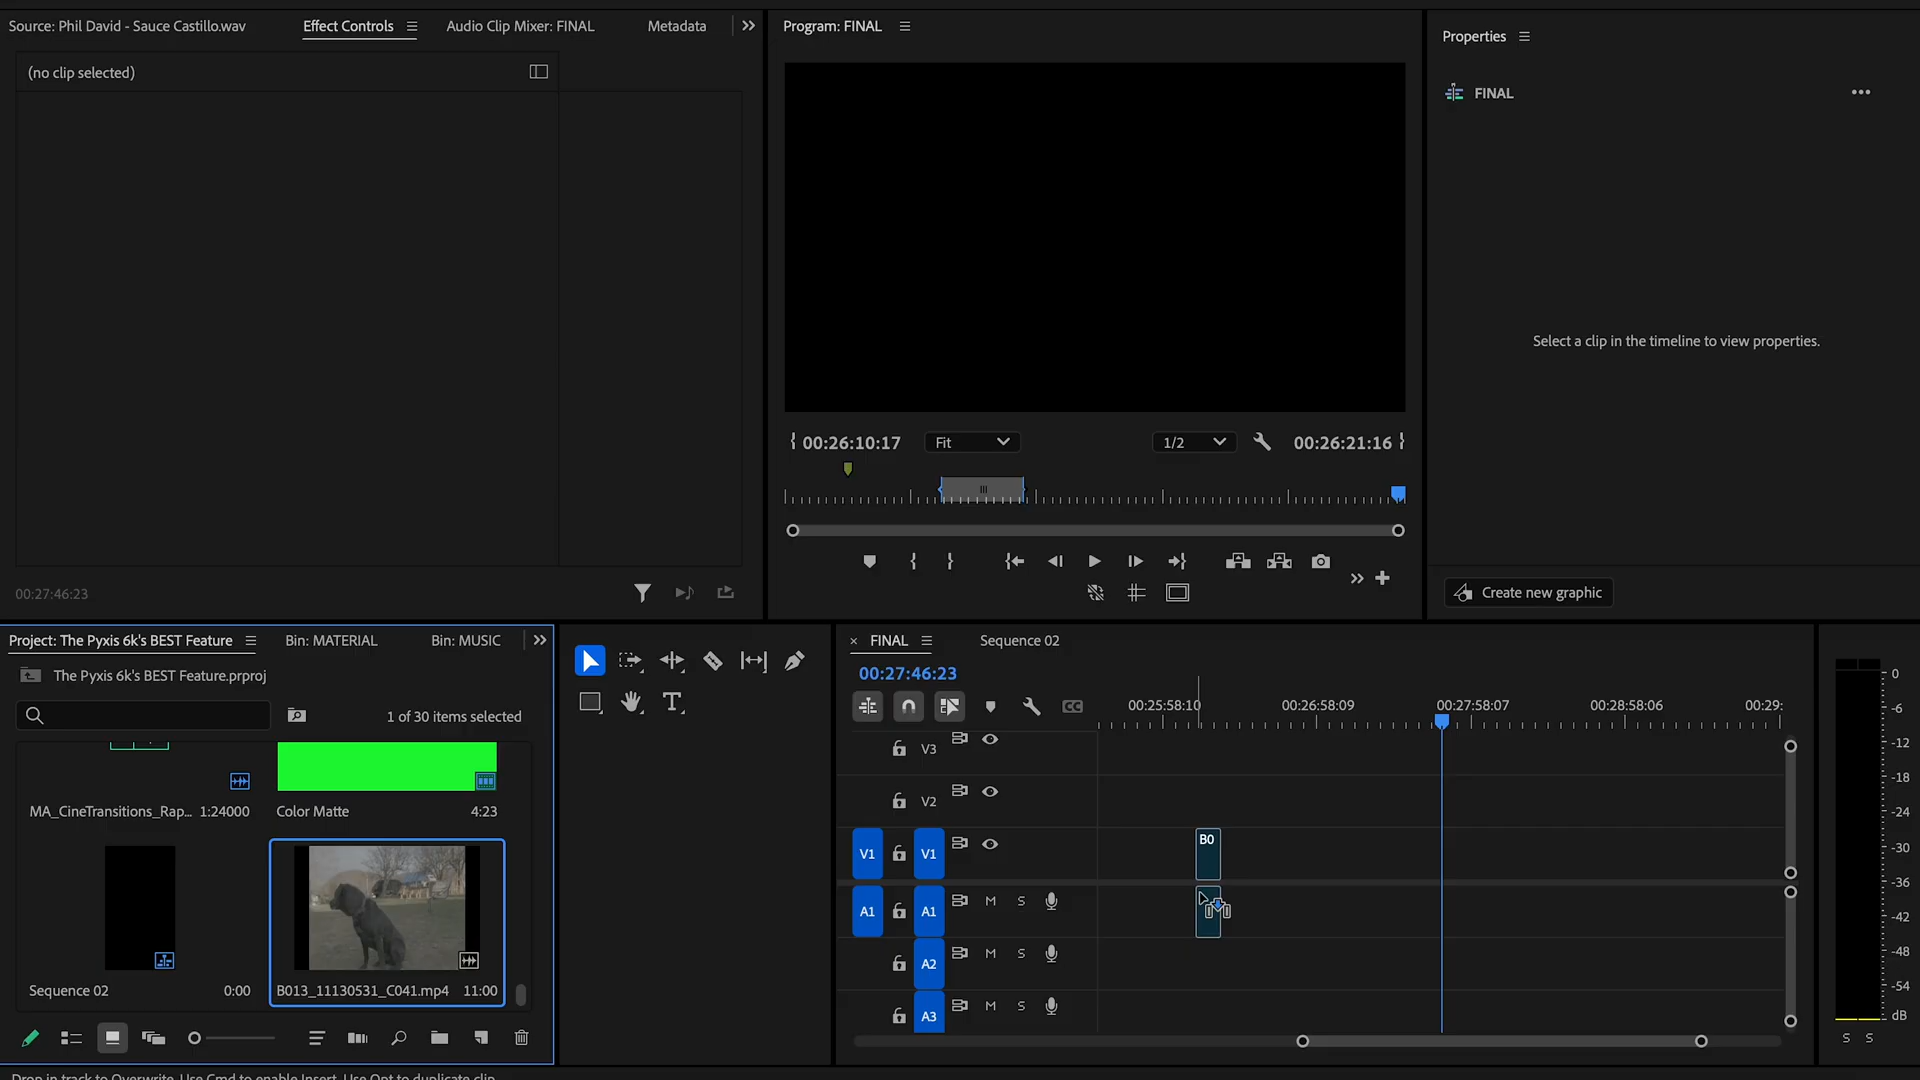 Source: Phil David - Sauce Castillo.wav
Effect Controls
Audio Clip Mixer: FINAL
Metadata
Program: FINAL
Properties
(no clip selected)
FINAL
Select a clip in the timeline to view properties.
00:26:10:17
Fit
1/2
00:26:21:16
00:27:46:23
Create new graphic
Project: The Pyxis 6k's BEST Feature
Bin: MATERIAL
Bin: MUSIC
FINAL
Sequence 02
The Pyxis 6k's BEST Feature.prproj
00:27:46:23
1 of 30 items selected
CC
00:25:58:10
00:26:58:09
00:27:58:07
00:28:58:06
00:29:
V3
V2
V1
V1
B0
A1
A1
M
S
A2
M
S
A3
M
S
MA_CineTransitions_Rap...
1:24000
Color Matte
4:23
Sequence 02
0:00
B013_11130531_C041.mp4
11:00
0
-6
-12
-18
-24
-30
-36
-42
-48
-54
dB
S
S
Drop in track to Overwrite. Use Cmd to enable Insert. Use Opt to duplicate clip.